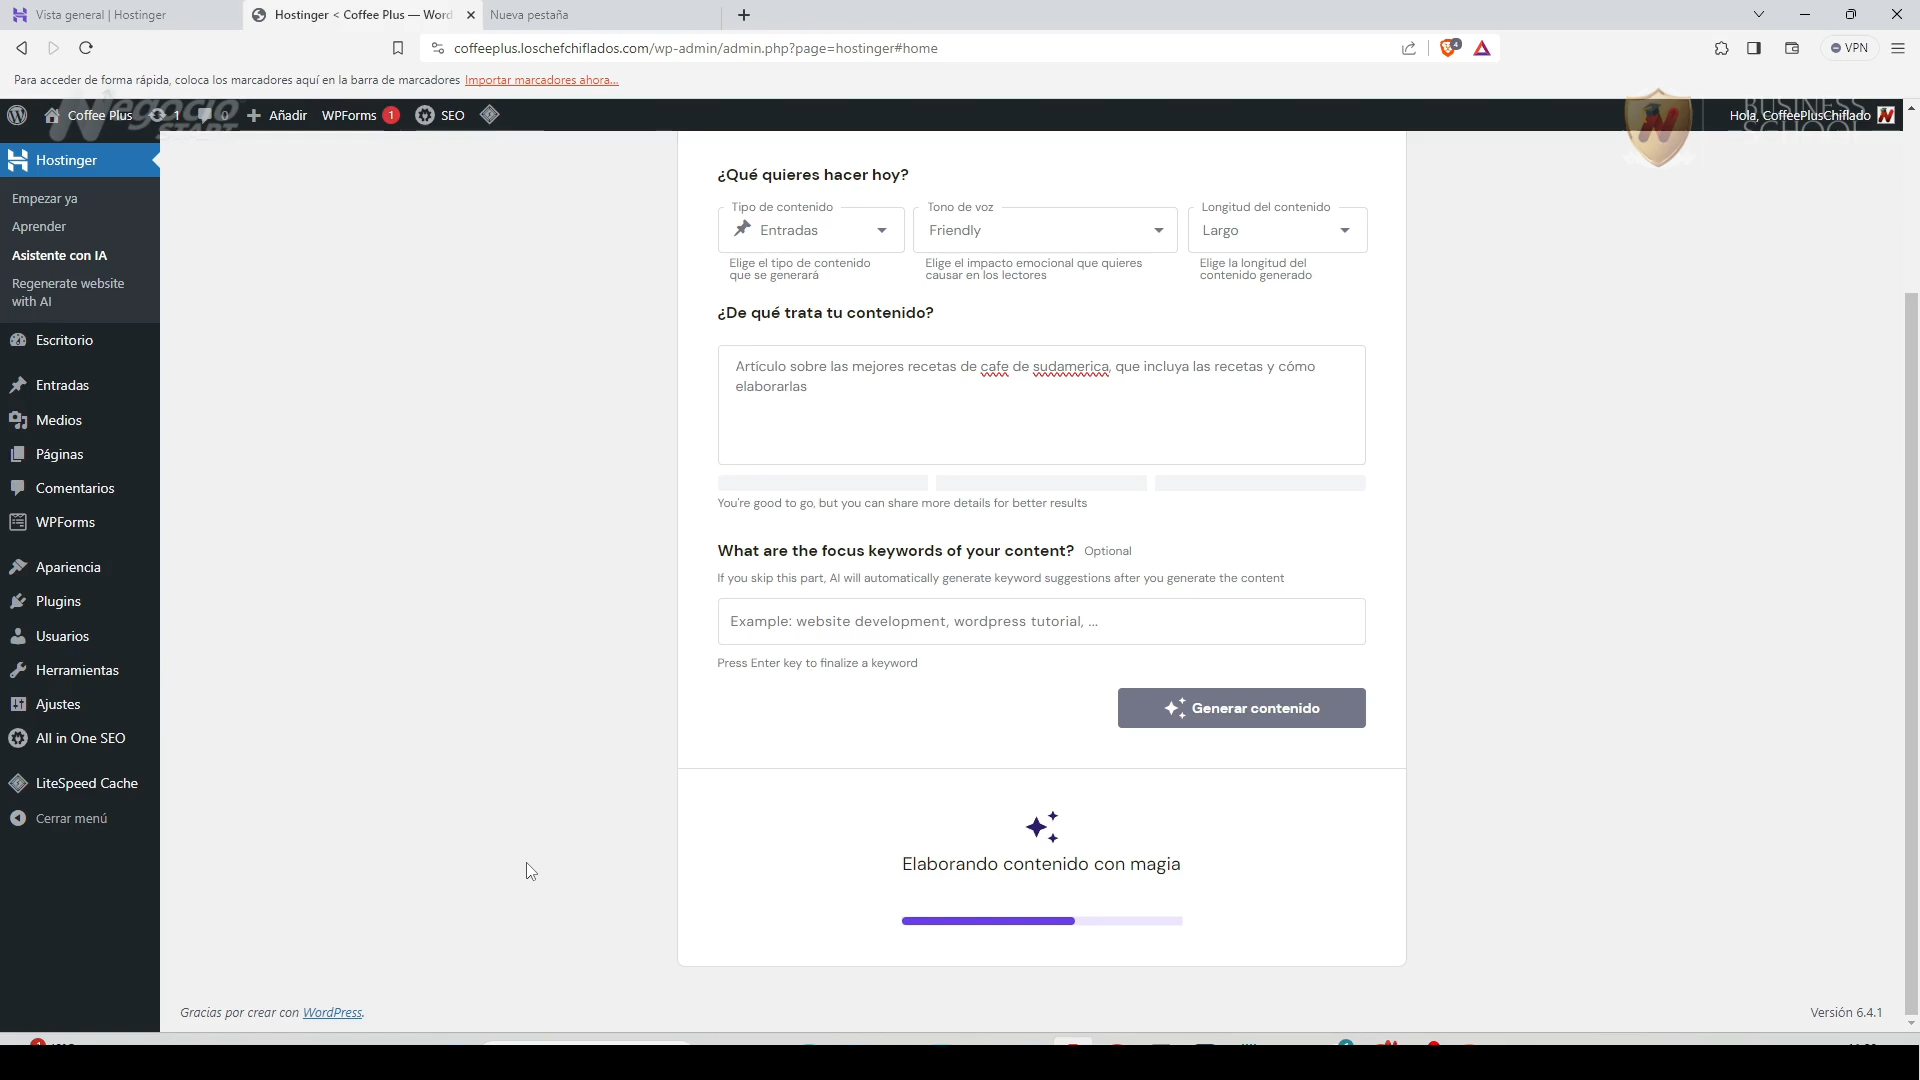 Vista general | Hostinger
Hostinger < Coffee Plus — Word
Nueva pestaña
coffeeplus.loschefchiflados.com/wp-admin/admin.php?page=hostinger#home
4
VPN
Para acceder de forma rápida, coloca los marcadores aquí en la barra de marcadores Importar marcadores ahora...
Negocio
START
BUSINESS
SCHOOL
Coffee Plus 1 0 Añadir WPForms 1 SEO
Hola, CoffeePlusChiflado
Hostinger
Empezar ya
Aprender
Asistente con IA
Regenerate website
with AI
Escritorio
Entradas
Medios
Páginas
Comentarios
WPForms
Apariencia
Plugins
Usuarios
Herramientas
Ajustes
All in One SEO
LiteSpeed Cache
Cerrar menú
¿Qué quieres hacer hoy?
Tipo de contenido
Entradas
Elige el tipo de contenido
que se generará
Tono de voz
Friendly
Elige el impacto emocional que quieres
causar en los lectores
Longitud del contenido
Largo
Elige la longitud del
contenido generado
¿De qué trata tu contenido?
Artículo sobre las mejores recetas de cafe de sudamerica, que incluya las recetas y cómo
elaborarlas
You're good to go, but you can share more details for better results
What are the focus keywords of your content? Optional
If you skip this part, AI will automatically generate keyword suggestions after you generate the content
Example: website development, wordpress tutorial, ...
Press Enter key to finalize a keyword
Generar contenido
Elaborando contenido con magia
Gracias por crear con WordPress.
Versión 6.4.1